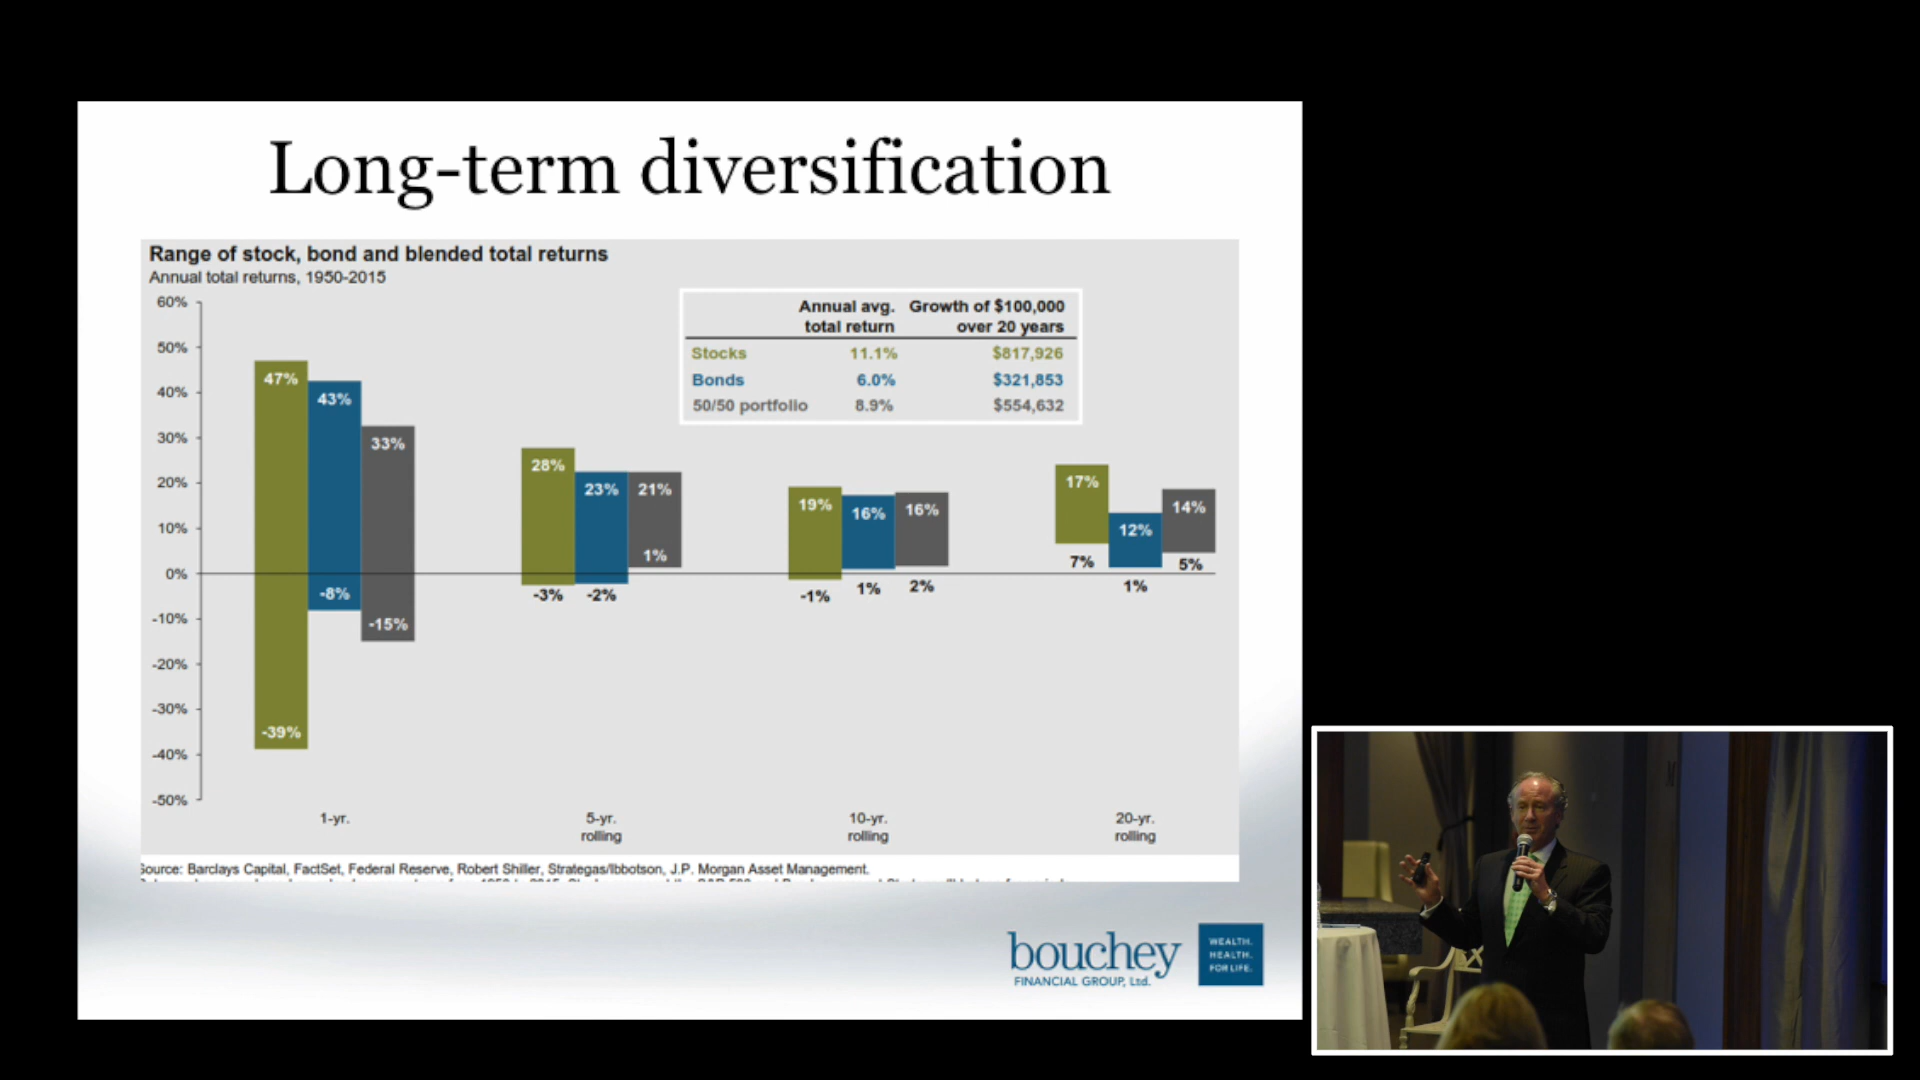 Long-term diversification
Range of stock, bond and blended total returns
Annual total returns, 1950-2015
60%
50%
40%
30%
20%
10%
0%
-10%
-20%
-30%
-40%
-50%
Annual avg. Growth of $100,000
total return over 20 years
Stocks 11.1% $817,926
Bonds 6.0% $321,853
50/50 portfolio 8.9% $554,632
47% 43% 33%
-39% -8% -15%
28% 23% 21%
-3% -2% 1%
19% 16% 16%
-1% 1% 2%
17% 12% 14%
7% 1% 5%
1-yr. 5-yr. 10-yr. 20-yr.
rolling rolling rolling
Source: Barclays Capital, FactSet, Federal Reserve, Robert Shiller, Strategas/Ibbotson, J.P. Morgan Asset Management.
bouchey
FINANCIAL GROUP, Ltd.
WEALTH.
HEALTH.
FOR LIFE.